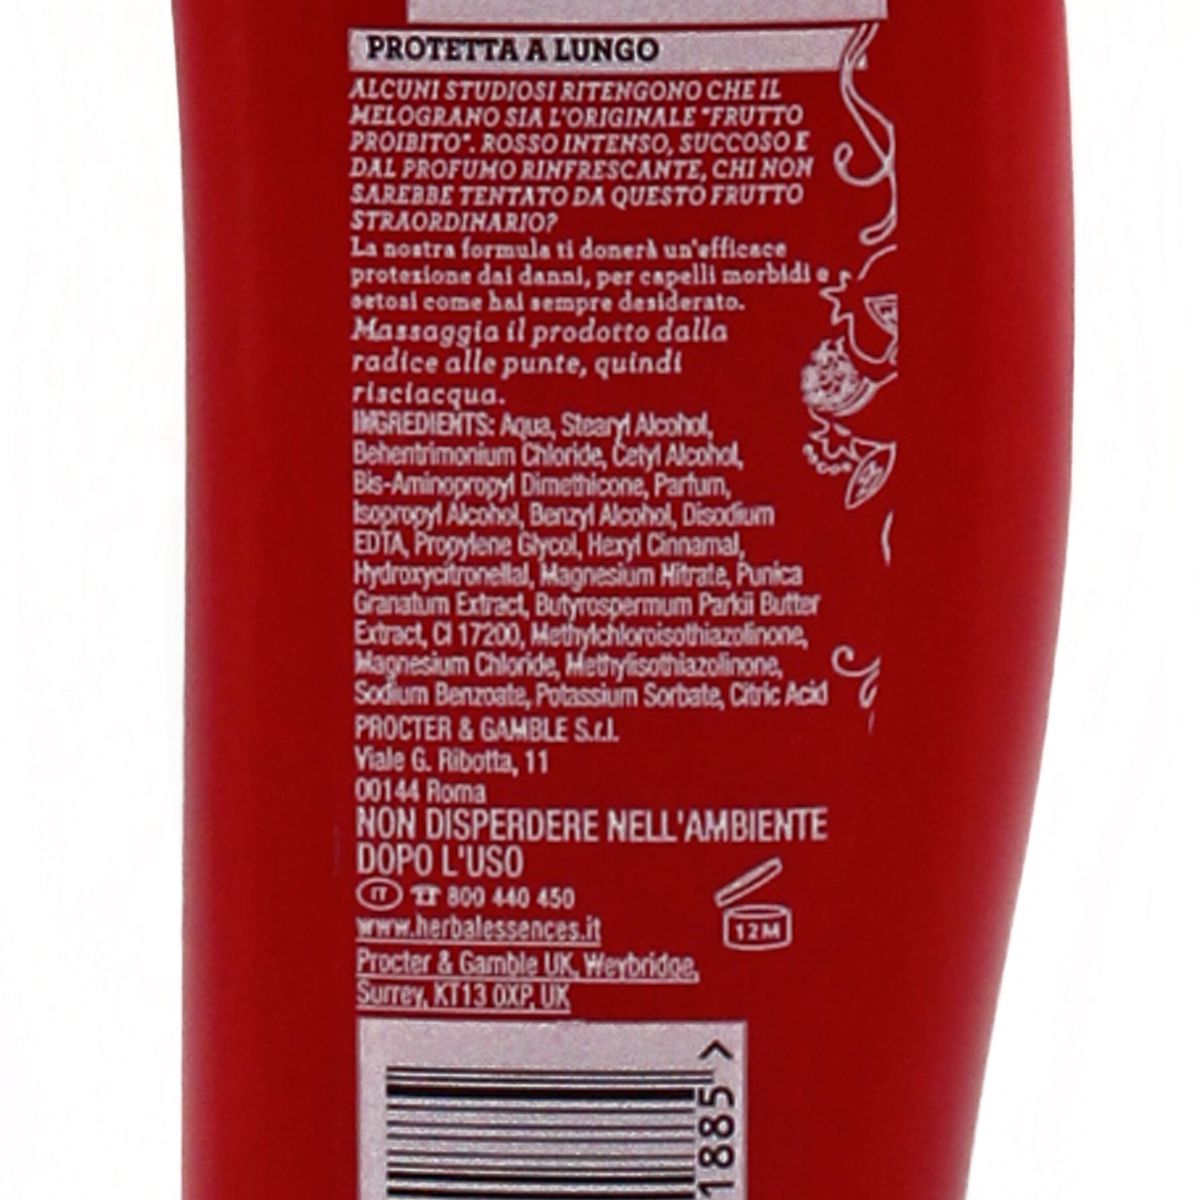 PROTETTA A LUNGO
ALCUNI STUDIOSI RITENGONO CHE IL
MELOGRANO SIA L'ORIGINALE "FRUTTO
PROIBITO". ROSSO INTENSO, SUCCOSO E
DAL PROFUMO RINFRESCANTE, CHI NON
SAREBBE TENTATO DA QUESTO FRUTTO
STRAORDINARIO?
La nostra formula ti donerà un'efficace
protezione dai danni, per capelli morbidi e
setosi come hai sempre desiderato.
Massaggia il prodotto dalla
radice alle punte, quindi
risciacqua.
INGREDIENTS: Aqua, Stearyl Alcohol,
Behentrimonium Chloride, Cetyl Alcohol,
Bis-Aminopropyl Dimethicone, Parfum,
Isopropyl Alcohol, Benzyl Alcohol, Disodium
EDTA, Propylene Glycol, Hexyl Cinnamal,
Hydroxycitronellal, Magnesium Nitrate, Punica
Granatum Extract, Butyrospermum Parkii Butter
Extract, CI 17200, Methylchloroisothiazolinone,
Magnesium Chloride, Methylisothiazolinone,
Sodium Benzoate, Potassium Sorbate, Citric Acid
PROCTER & GAMBLE S.r.l.
Viale G. Ribotta, 11
00144 Roma
NON DISPERDERE NELL'AMBIENTE
DOPO L'USO
IT ☎ 800 440 450
www.herbalessences.it
12M
Procter & Gamble UK, Weybridge,
Surrey, KT13 0XP, UK
1885 >